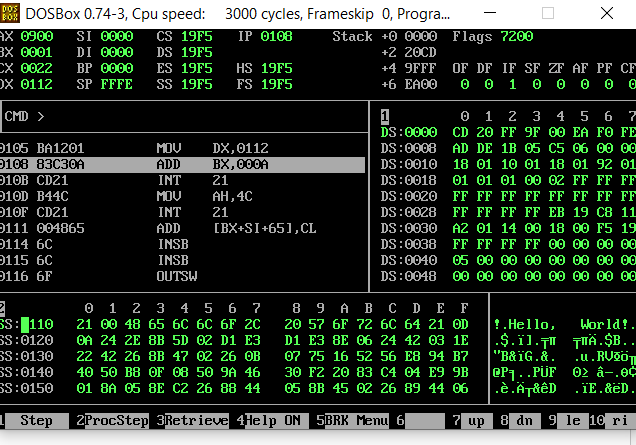 DOSBox 0.74-3, Cpu speed: 3000 cycles, Frameskip 0, Progra...
AX 0900 SI 0000 CS 19F5 IP 0108 Stack +0 0000 Flags 7200
BX 0001 DI 0000 DS 19F5 +2 20CD
CX 0022 BP 0000 ES 19F5 HS 19F5 +4 9FFF OF DF IF SF ZF AF PF CF
DX 0112 SP FFFE SS 19F5 FS 19F5 +6 EA00 0 0 1 0 0 0 0 0
CMD >
1 0 1 2 3 4 5 6 7
DS:0000 CD 20 FF 9F 00 EA F0 FE
0105 BA1201 MOV DX,0112
DS:0008 AD DE 1B 05 C5 06 00 00
0108 83C30A ADD BX,000A
DS:0010 18 01 10 01 18 01 92 01
010B CD21 INT 21
DS:0018 01 01 01 00 02 FF FF FF
010D B44C MOV AH,4C
DS:0020 FF FF FF FF FF FF FF FF
010F CD21 INT 21
DS:0028 FF FF FF FF EB 19 C8 11
0111 004865 ADD [BX+SI+65],CL
DS:0030 A2 01 14 00 18 00 F5 19
0114 6C INSB
DS:0038 FF FF FF FF 00 00 00 00
0115 6C INSB
DS:0040 05 00 00 00 00 00 00 00
0116 6F OUTSW
DS:0048 00 00 00 00 00 00 00 00
2 0 1 2 3 4 5 6 7 8 9 A B C D E F
SS:0110 21 00 48 65 6C 6C 6F 2C 20 57 6F 72 6C 64 21 0D !.Hello, World!.
SS:0120 0A 24 2E 8B 5D 02 D1 E3 D1 E3 8E 06 24 42 03 1E
SS:0130 22 42 26 8B 47 02 26 0B 07 75 16 52 56 E8 94 B7
SS:0140 40 50 B8 0F 08 50 9A 46 30 F2 20 83 C4 04 E9 9B
SS:0150 01 8A 05 8E C2 26 88 44 05 8B 45 02 26 89 44 06
1 Step 2ProcStep 3Retrieve 4Help ON 5BRK Menu 6 7 up 8 dn 9 le 10 ri